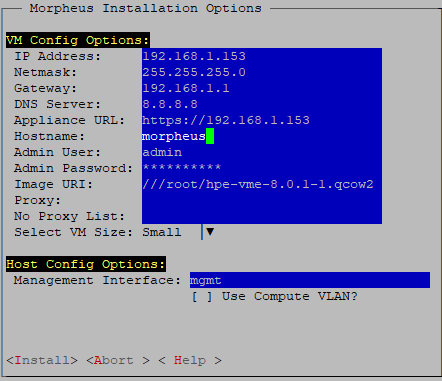 Morpheus Installation Options
VM Config Options:
IP Address: 192.168.1.153
Netmask: 255.255.255.0
Gateway: 192.168.1.1
DNS Server: 8.8.8.8
Appliance URL: https://192.168.1.153
Hostname: morpheus
Admin User: admin
Admin Password: **********
Image URI: ///root/hpe-vme-8.0.1-1.qcow2
Proxy:
No Proxy List:
Select VM Size: Small ▼
Host Config Options:
Management Interface: mgmt
[ ] Use Compute VLAN?
<Install> <Abort > < Help >